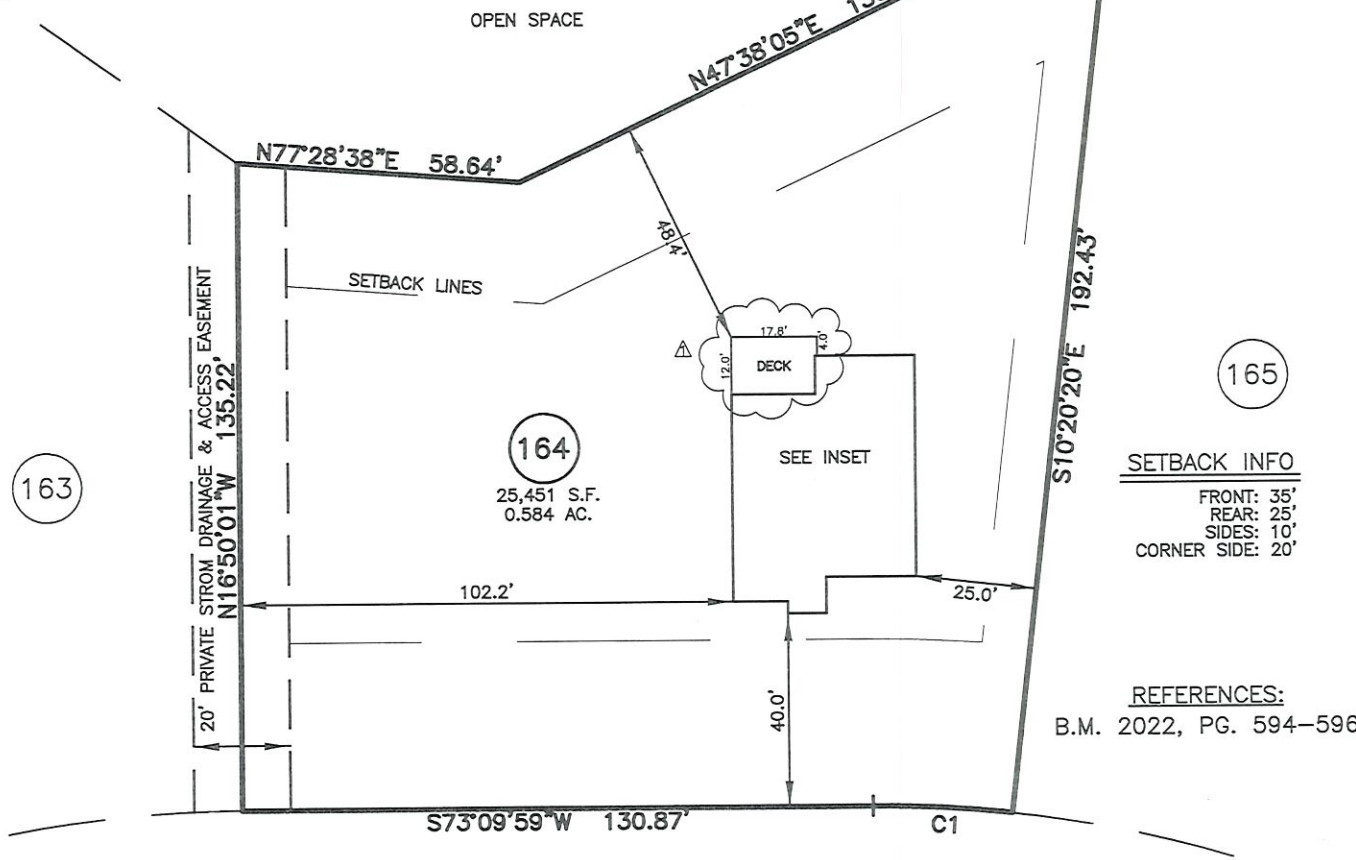 OPEN SPACE
N47°38'05"E
N77°28'38"E 58.64'
48.4'
SETBACK LINES
20' PRIVATE STROM DRAINAGE & ACCESS EASEMENT
N16°50'01"W 135.22'
17.8'
4.0'
12.0'
DECK
1
S10°20'20"E 192.43'
165
163
164
25,451 S.F.
0.584 AC.
SEE INSET
SETBACK INFO
FRONT: 35'
REAR: 25'
SIDES: 10'
CORNER SIDE: 20'
102.2'
25.0'
40.0'
REFERENCES:
B.M. 2022, PG. 594-596
S73°09'59"W 130.87'
C1